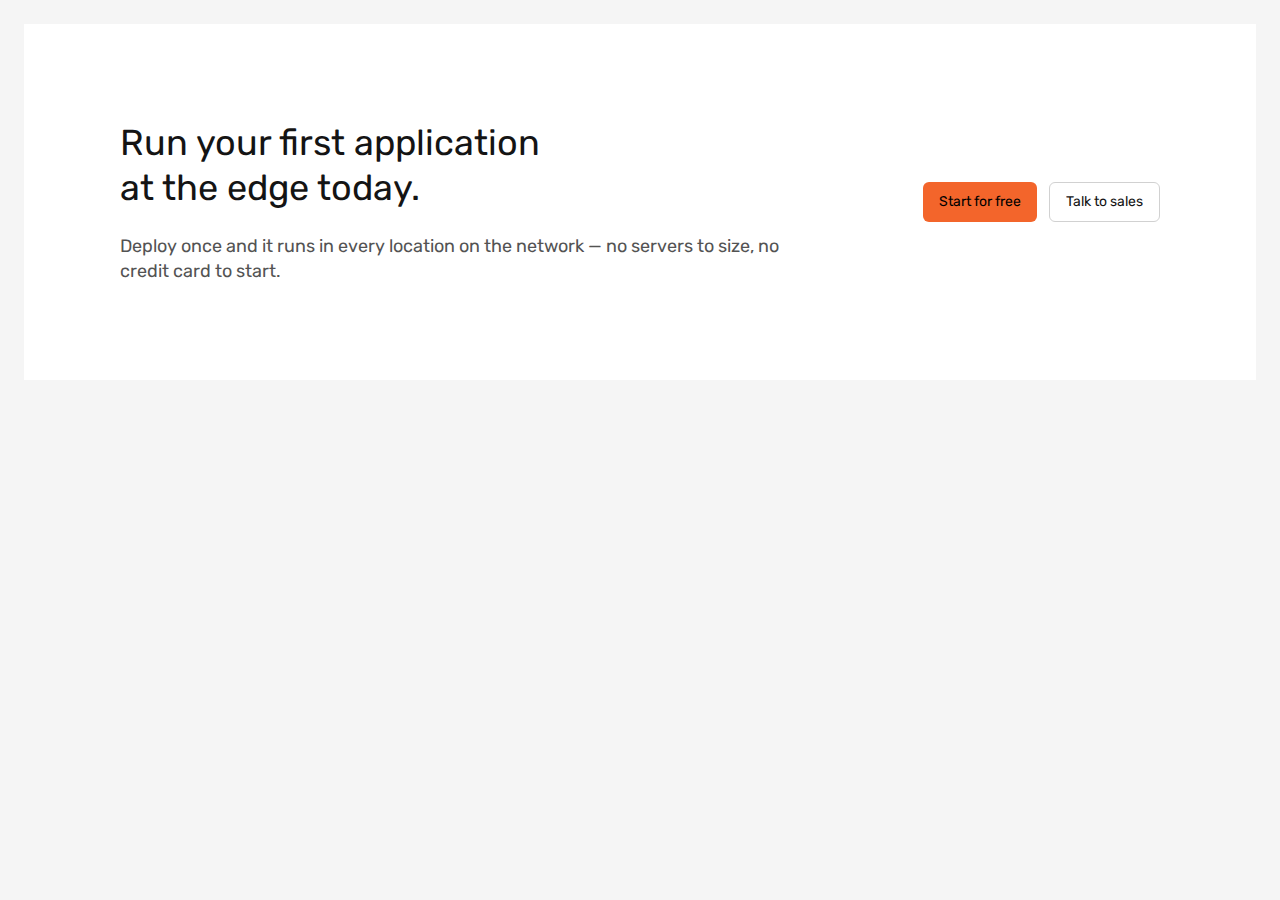 Run your first application
at the edge today.
Deploy once and it runs in every location on the network — no servers to size, no
credit card to start.
Start for free
Talk to sales